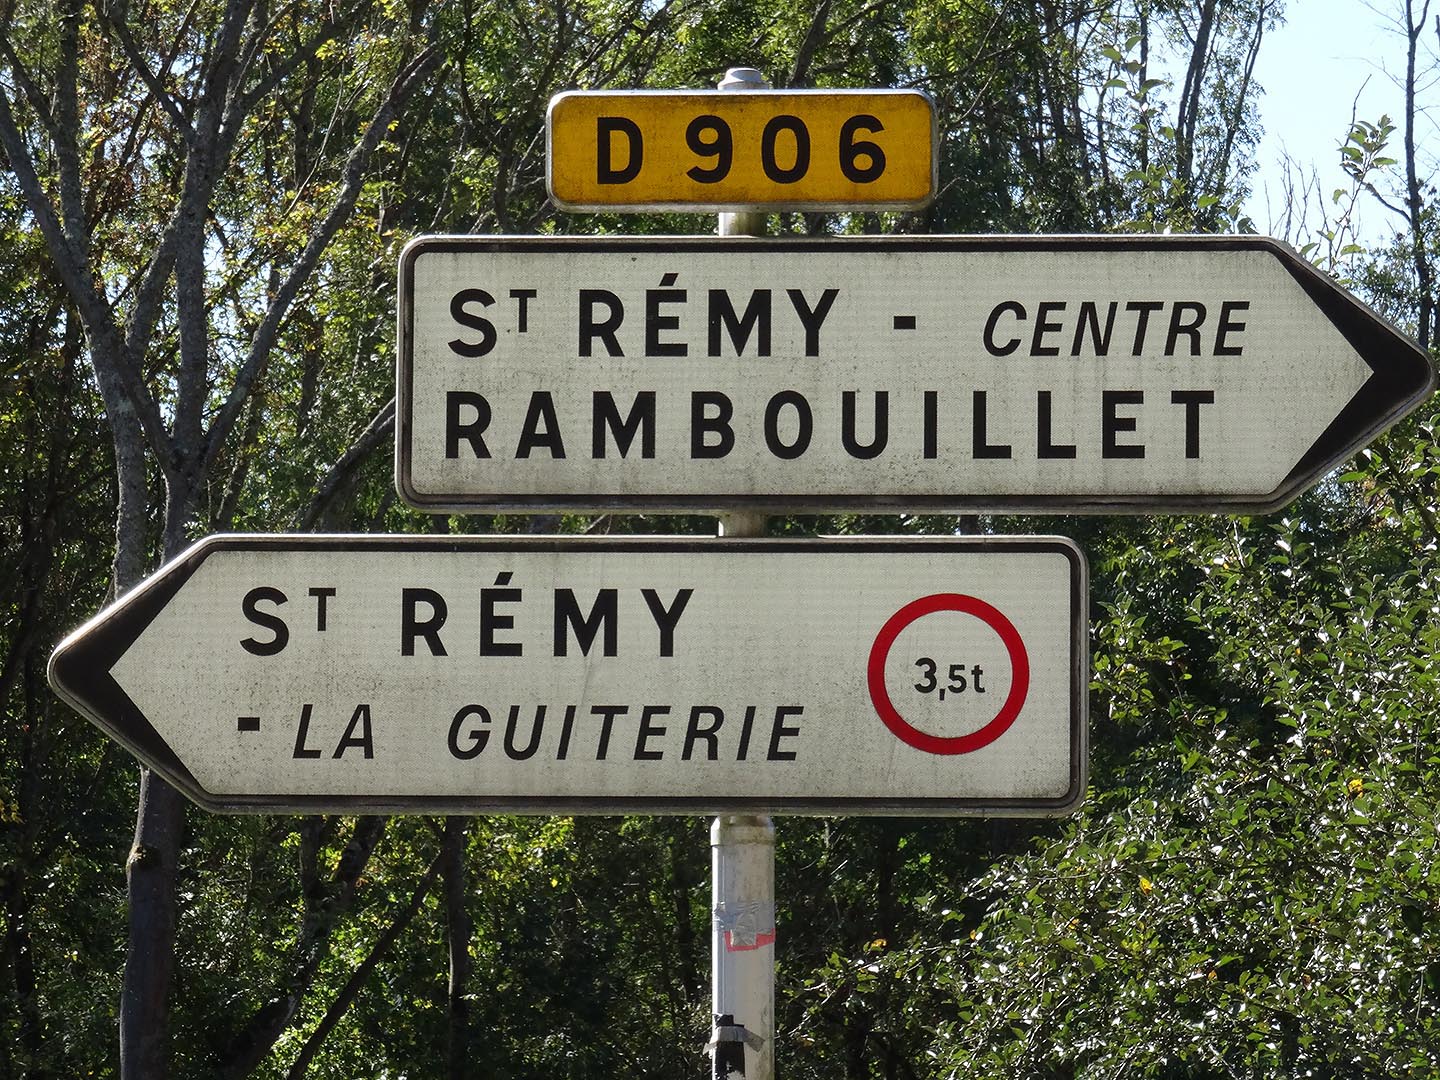 D 906
ST RÉMY - CENTRE
RAMBOUILLET
ST RÉMY
- LA GUITERIE
3,5t